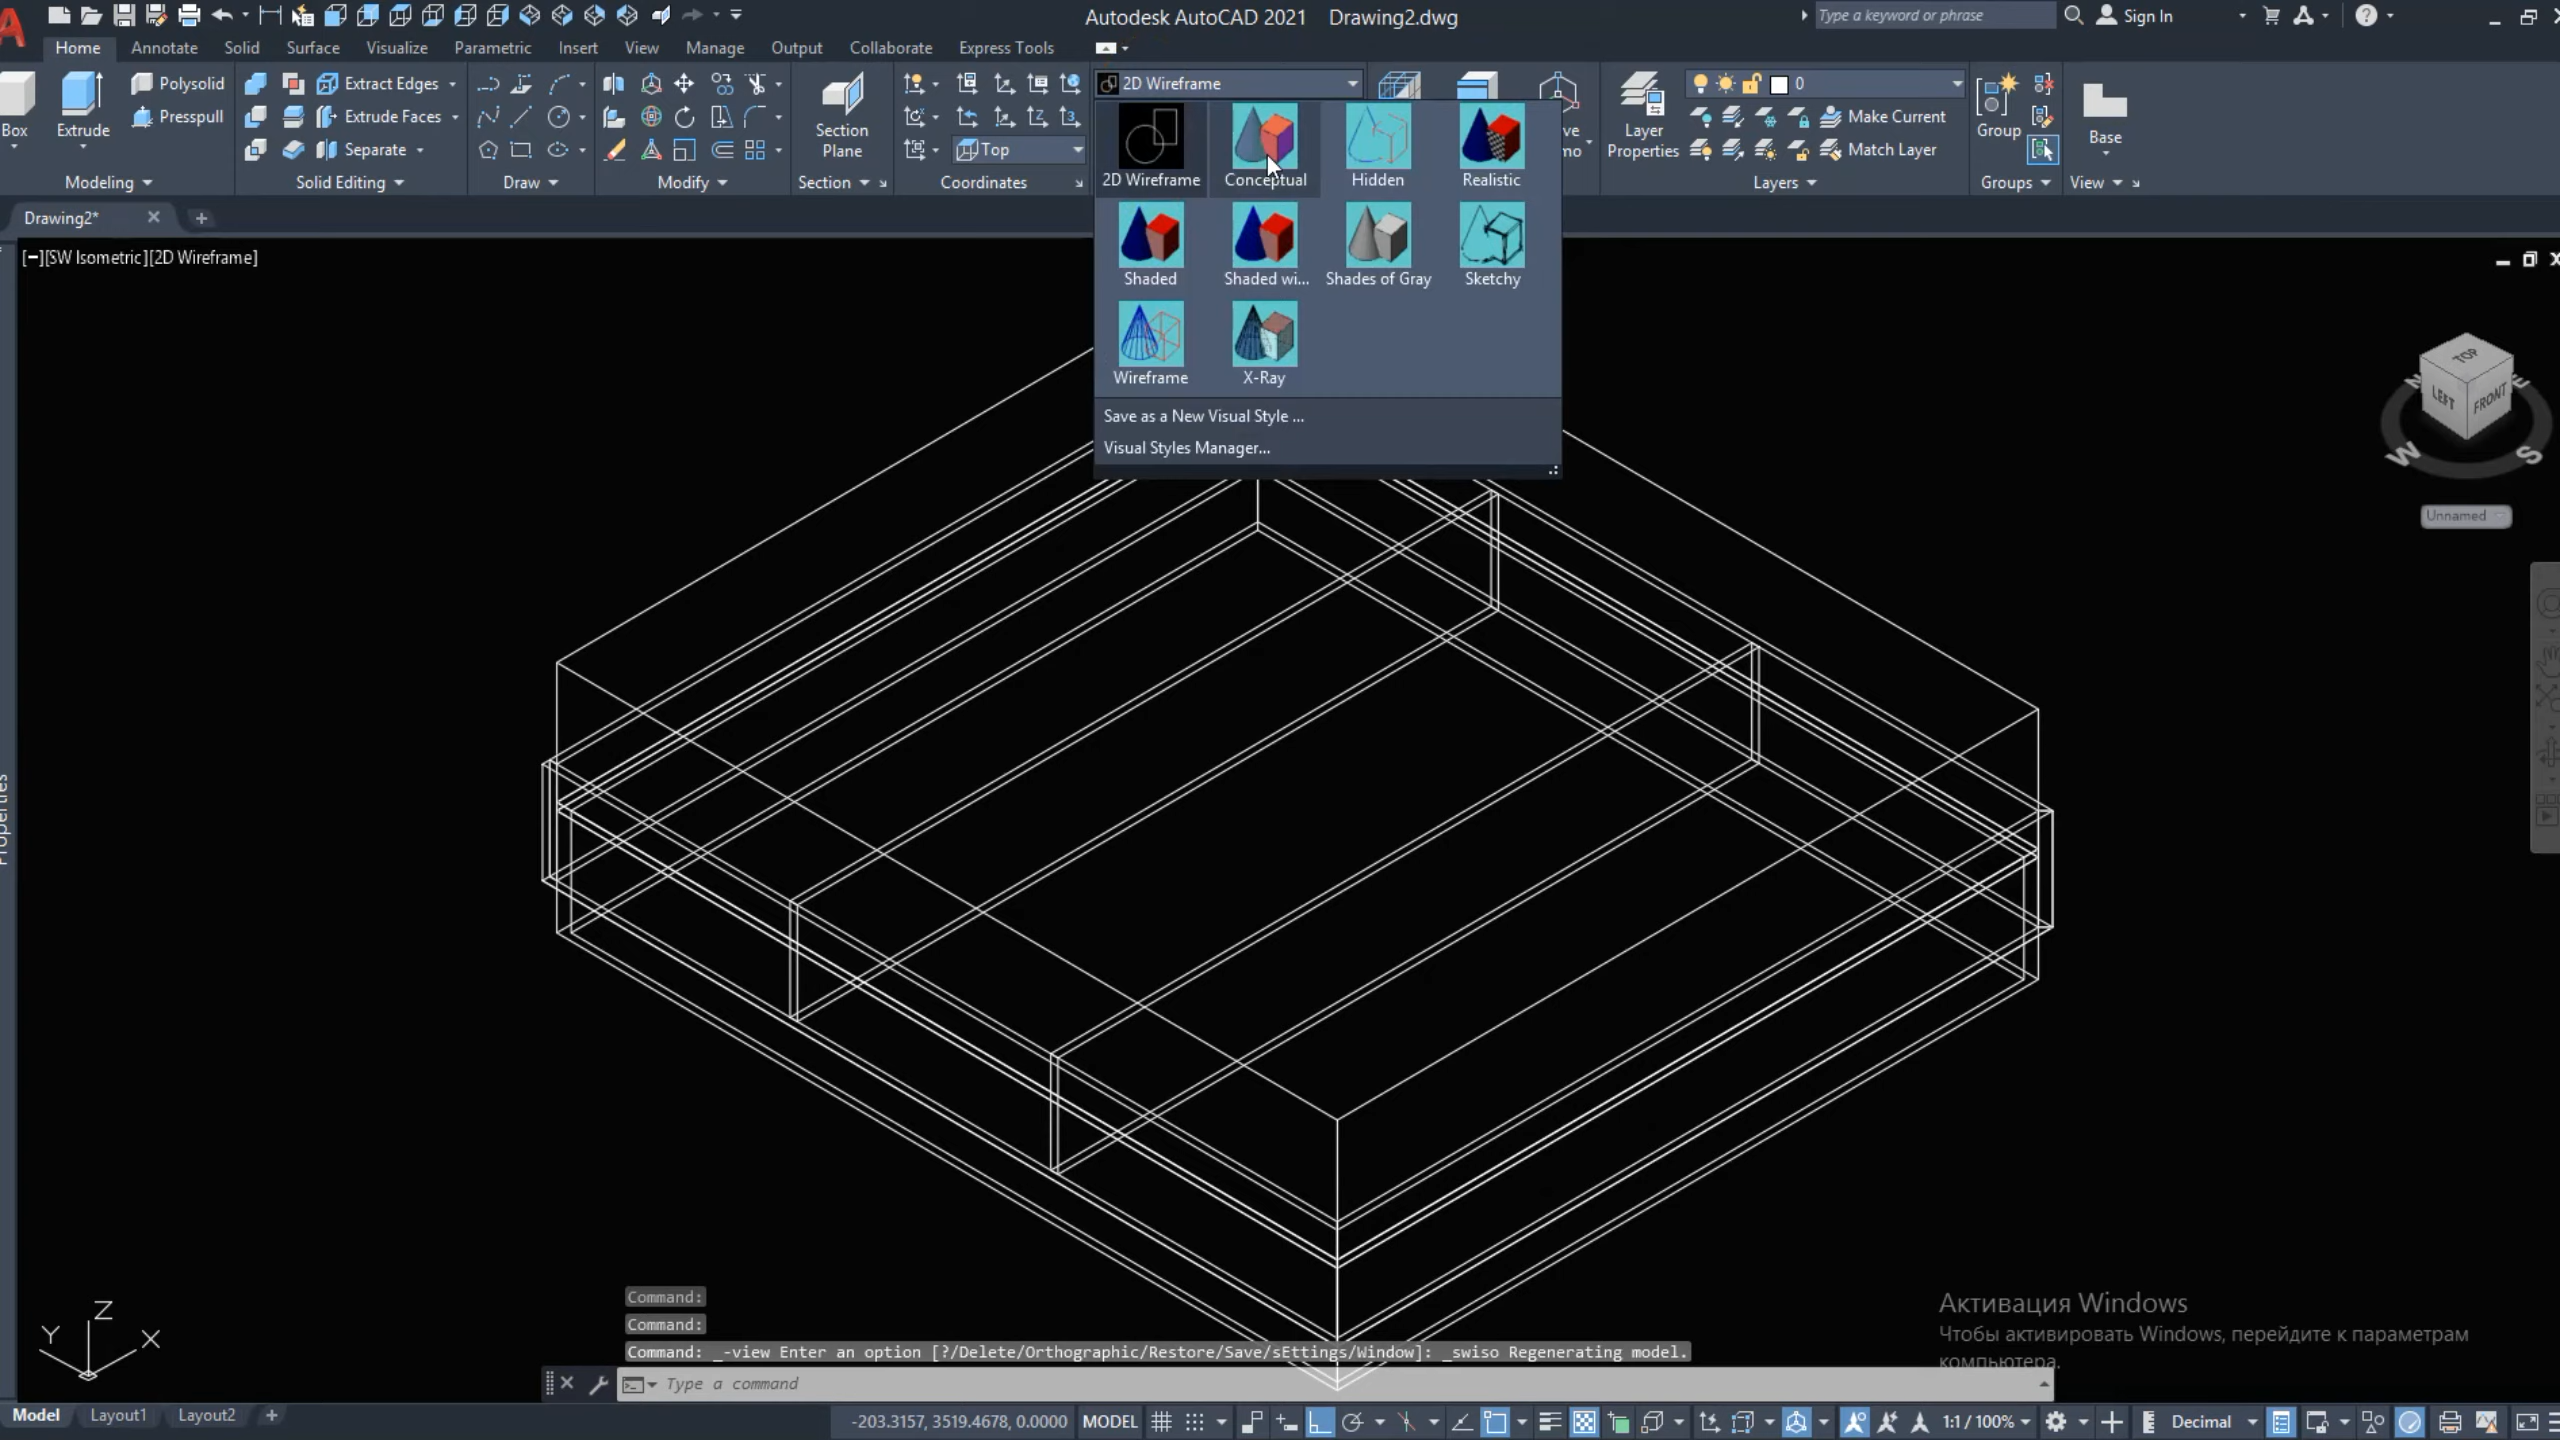 Autodesk AutoCAD 2021 Drawing2.dwg
Type a keyword or phrase
Sign In
Home Annotate Solid Surface Visualize Parametric Insert View Manage Output Collaborate Express Tools
Box
Extrude
Polysolid
Presspull
Extract Edges
Extrude Faces
Separate
Section
Plane
Top
2D Wireframe
Layer
Properties
0
Make Current
Match Layer
Group
Base
Modeling
Solid Editing
Draw
Modify
Section
Coordinates
Layers
Groups
View
2D Wireframe
Conceptual
Hidden
Realistic
Shaded
Shaded wi...
Shades of Gray
Sketchy
Wireframe
X-Ray
Save as a New Visual Style ...
Visual Styles Manager...
Drawing2*
[–][SW Isometric][2D Wireframe]
TOP
LEFT
FRONT
W
S
Unnamed
Properties
Z
Y
X
Command:
Command:
Command: _-view Enter an option [?/Delete/Orthographic/Restore/Save/sEttings/Window]: _swiso Regenerating model.
Type a command
Активация Windows
Чтобы активировать Windows, перейдите к параметрам
компьютера.
Model Layout1 Layout2
-203.3157, 3519.4678, 0.0000 MODEL
1:1 / 100%
Decimal